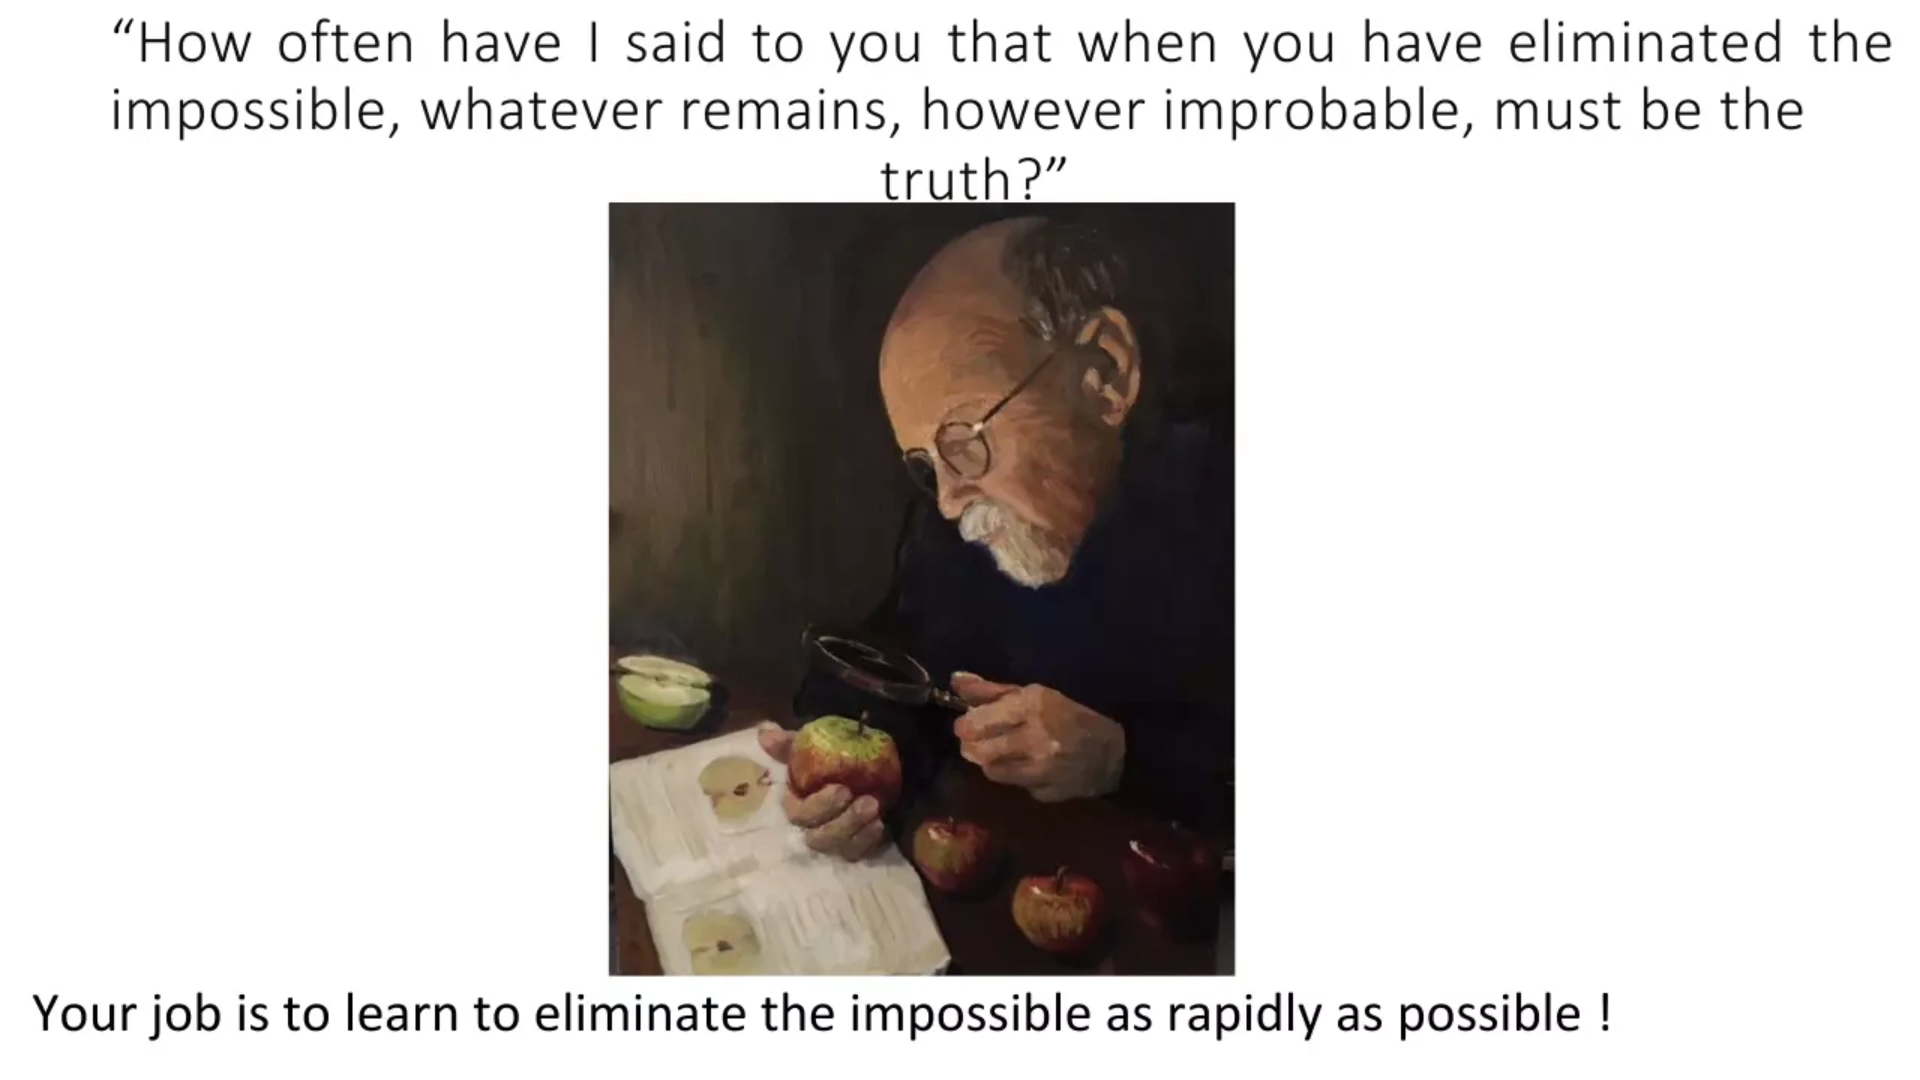 “How often have I said to you that when you have eliminated the
impossible, whatever remains, however improbable, must be the
truth?”
Your job is to learn to eliminate the impossible as rapidly as possible !